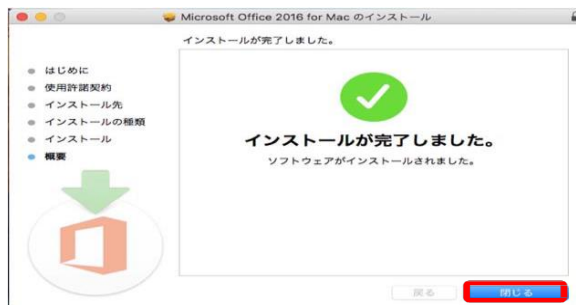 Microsoft Office 2016 for Mac のインストール
インストールが完了しました。
はじめに
使用許諾契約
インストール先
インストールの種類
インストール
概要
インストールが完了しました。
ソフトウェアがインストールされました。
戻る
閉じる